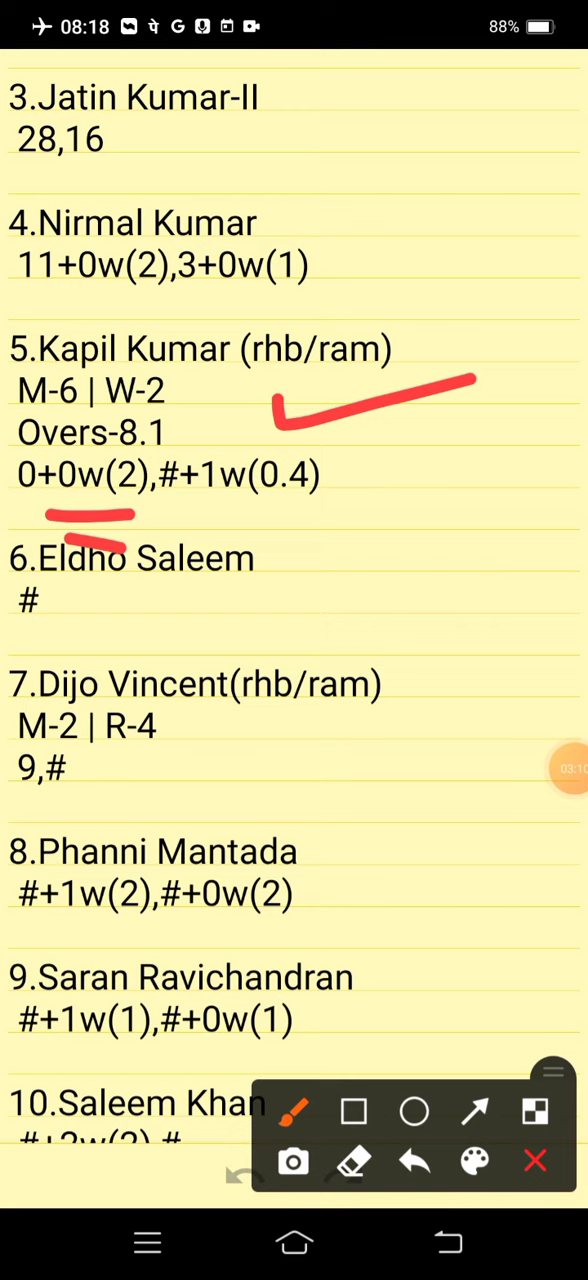 08:18
88%
3.Jatin Kumar-II
28,16
4.Nirmal Kumar
11+0w(2),3+0w(1)
5.Kapil Kumar (rhb/ram)
M-6 | W-2
Overs-8.1
0+0w(2),#+1w(0.4)
6.Eldho Saleem
#
7.Dijo Vincent(rhb/ram)
M-2 | R-4
9,#
03:10
8.Phanni Mantada
#+1w(2),#+0w(2)
9.Saran Ravichandran
#+1w(1),#+0w(1)
10.Saleem Khan